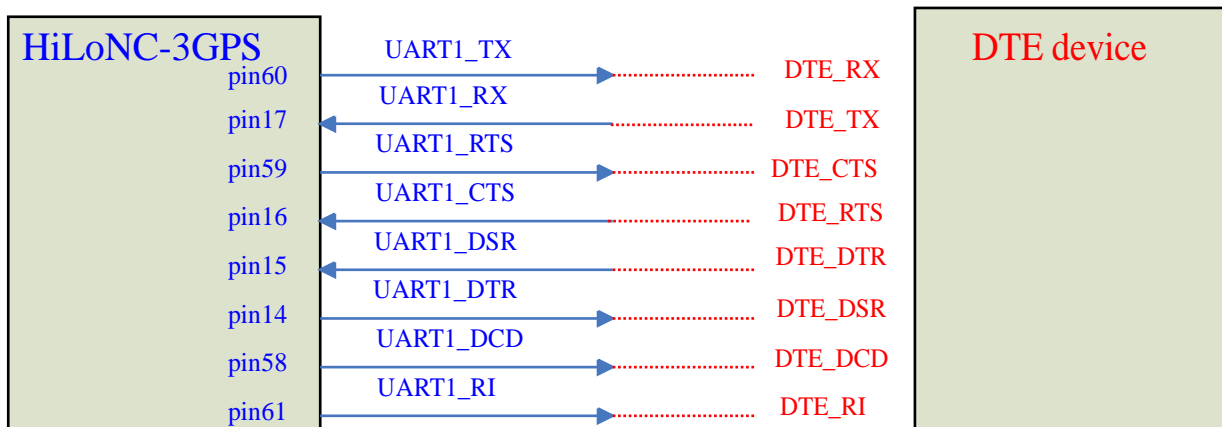 HiLoNC-3GPS
DTE device
UART1_TX
pin60
DTE_RX
UART1_RX
pin17
DTE_TX
UART1_RTS
pin59
DTE_CTS
UART1_CTS
pin16
DTE_RTS
UART1_DSR
pin15
DTE_DTR
UART1_DTR
pin14
DTE_DSR
UART1_DCD
pin58
DTE_DCD
UART1_RI
pin61
DTE_RI